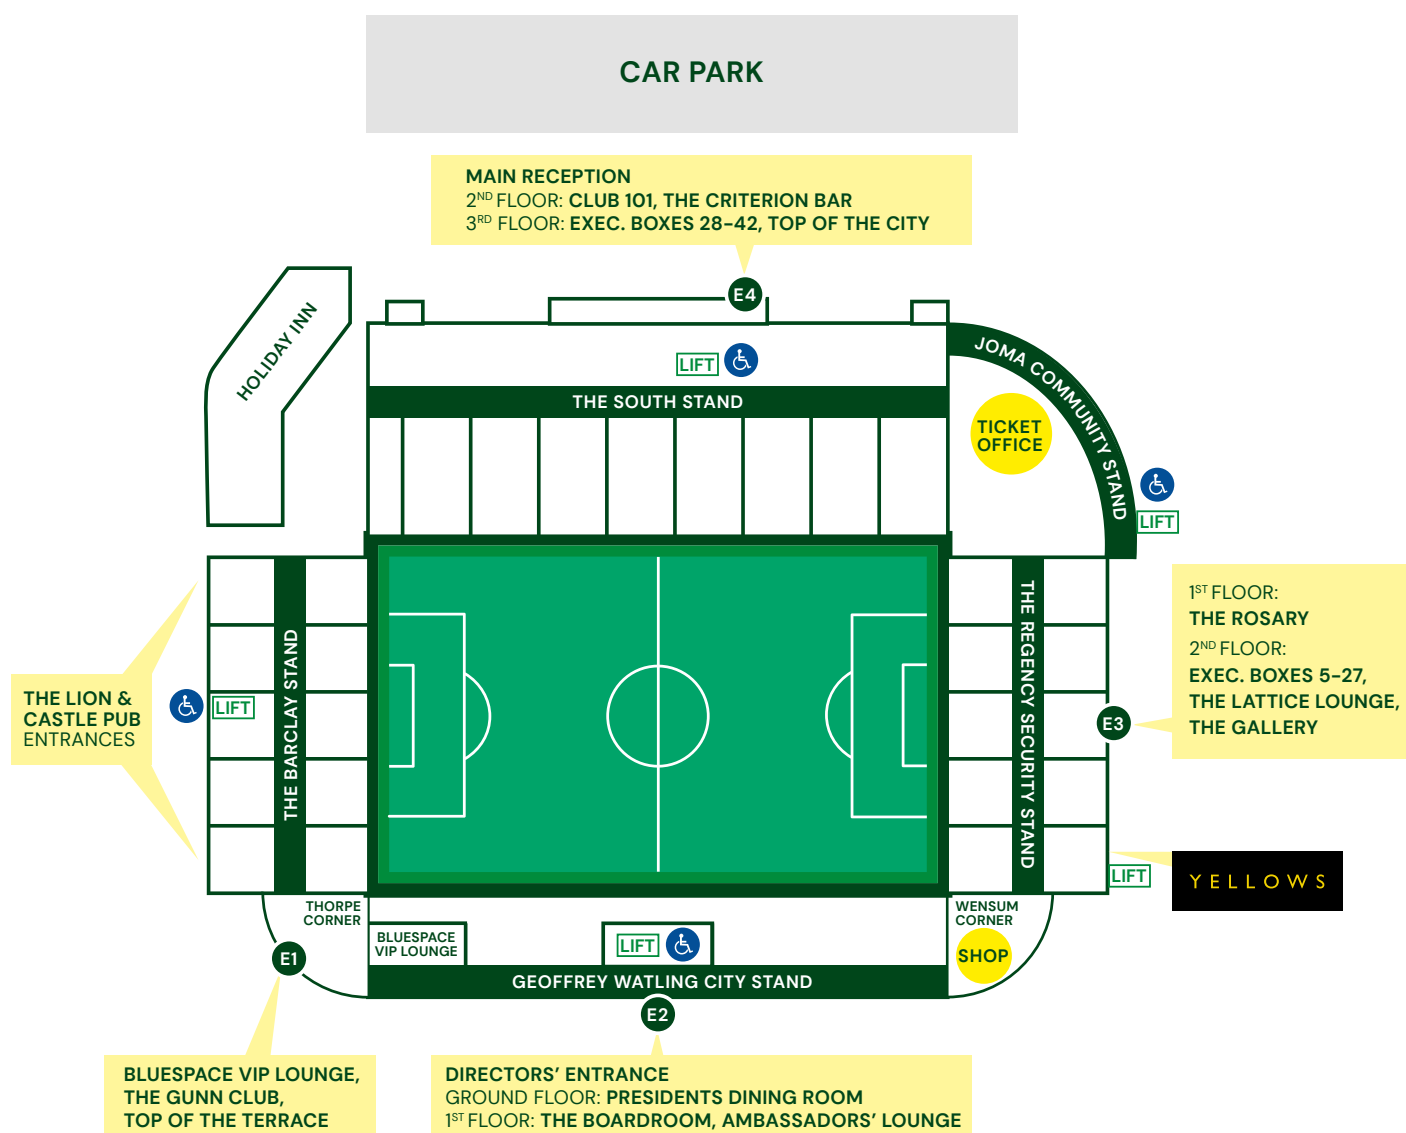 CAR PARK
MAIN RECEPTION
2ND FLOOR: CLUB 101, THE CRITERION BAR
3RD FLOOR: EXEC. BOXES 28-42, TOP OF THE CITY
E4
HOLIDAY INN
LIFT
THE SOUTH STAND
JOMA COMMUNITY STAND
TICKET
OFFICE
LIFT
THE LION &
CASTLE PUB
ENTRANCES
LIFT
THE BARCLAY STAND
THE REGENCY SECURITY STAND
E3
1ST FLOOR:
THE ROSARY
2ND FLOOR:
EXEC. BOXES 5-27,
THE LATTICE LOUNGE,
THE GALLERY
LIFT
YELLOWS
THORPE
CORNER
BLUESPACE
VIP LOUNGE
LIFT
WENSUM
CORNER
SHOP
E1
GEOFFREY WATLING CITY STAND
E2
BLUESPACE VIP LOUNGE,
THE GUNN CLUB,
TOP OF THE TERRACE
DIRECTORS' ENTRANCE
GROUND FLOOR: PRESIDENTS DINING ROOM
1ST FLOOR: THE BOARDROOM, AMBASSADORS' LOUNGE